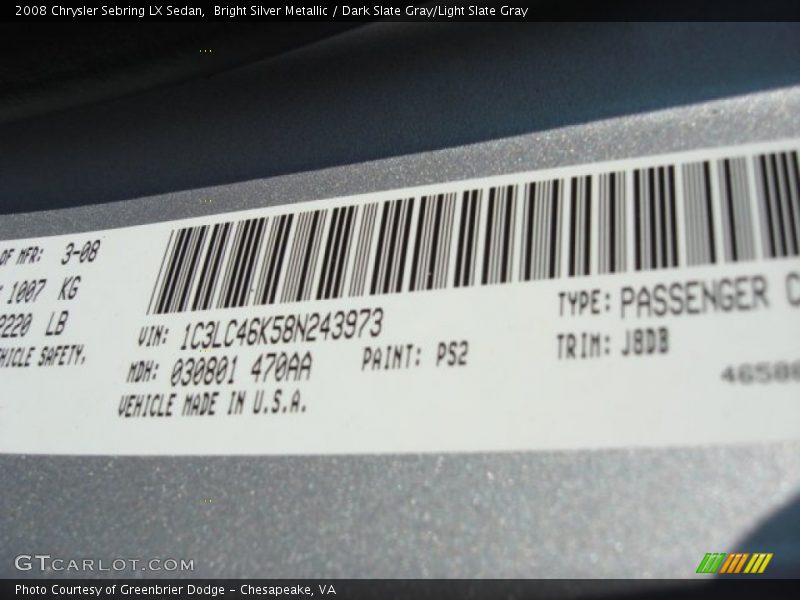 2008 Chrysler Sebring LX Sedan, Bright Silver Metallic / Dark Slate Gray/Light Slate Gray
OF MFR: 3-08
1007 KG
2220 LB
VEHICLE SAFETY.
VIN: 1C3LC46K58N243973
MDH: 030801 470AA
PAINT: PS2
VEHICLE MADE IN U.S.A.
TYPE: PASSENGER
TRIM: J8DB
GTCARLOT.COM
Photo Courtesy of Greenbrier Dodge - Chesapeake, VA